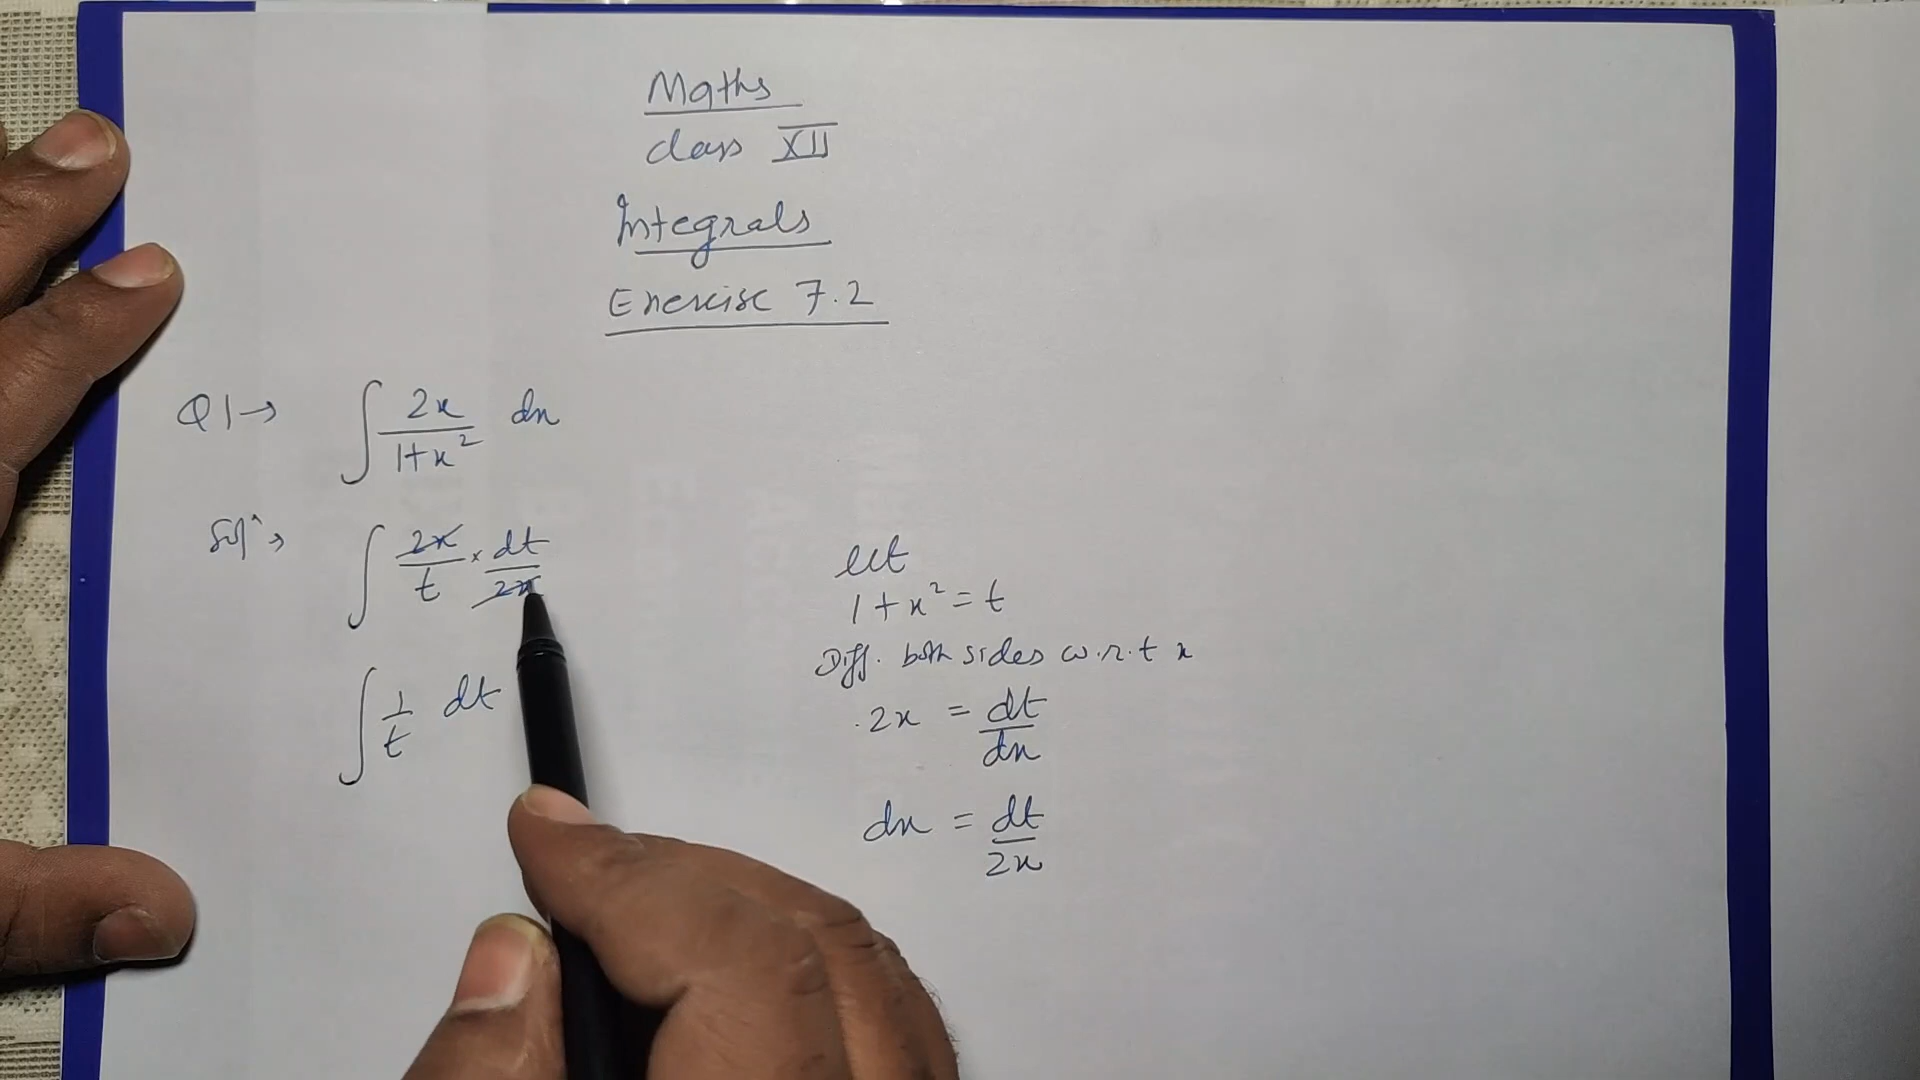 Maths
class XII
Integrals
Exercise 7.2
Q1→ ∫ 2x/(1+x²) dx
Solⁿ→ ∫ 2x/t × dt/2x
∫ 1/t dt
let
1+x² = t
Diff. both sides w.r.t x
2x = dt/dx
dx = dt/2x